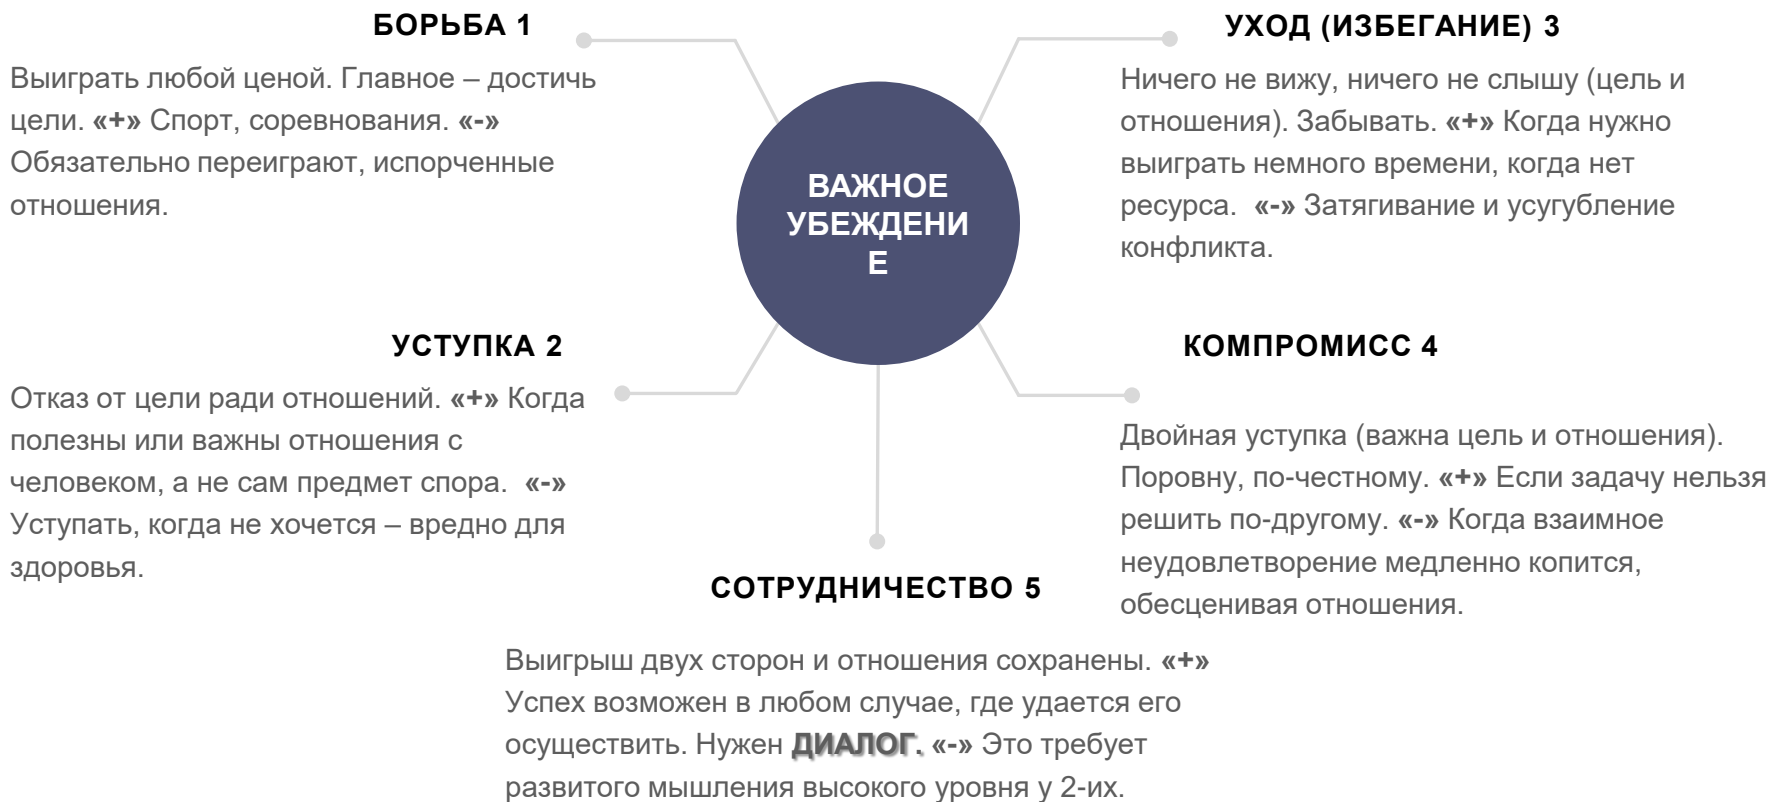 БОРЬБА 1
Выиграть любой ценой. Главное – достичь
цели. «+» Спорт, соревнования. «-»
Обязательно переиграют, испорченные
отношения.
УСТУПКА 2
Отказ от цели ради отношений. «+» Когда
полезны или важны отношения с
человеком, а не сам предмет спора. «-»
Уступать, когда не хочется – вредно для
здоровья.
ВАЖНОЕ
УБЕЖДЕНИ
Е
УХОД (ИЗБЕГАНИЕ) 3
Ничего не вижу, ничего не слышу (цель и
отношения). Забывать. «+» Когда нужно
выиграть немного времени, когда нет
ресурса. «-» Затягивание и усугубление
конфликта.
КОМПРОМИСС 4
Двойная уступка (важна цель и отношения).
Поровну, по-честному. «+» Если задачу нельзя
решить по-другому. «-» Когда взаимное
неудовлетворение медленно копится,
обесценивая отношения.
СОТРУДНИЧЕСТВО 5
Выигрыш двух сторон и отношения сохранены. «+»
Успех возможен в любом случае, где удается его
осуществить. Нужен ДИАЛОГ. «-» Это требует
развитого мышления высокого уровня у 2-их.